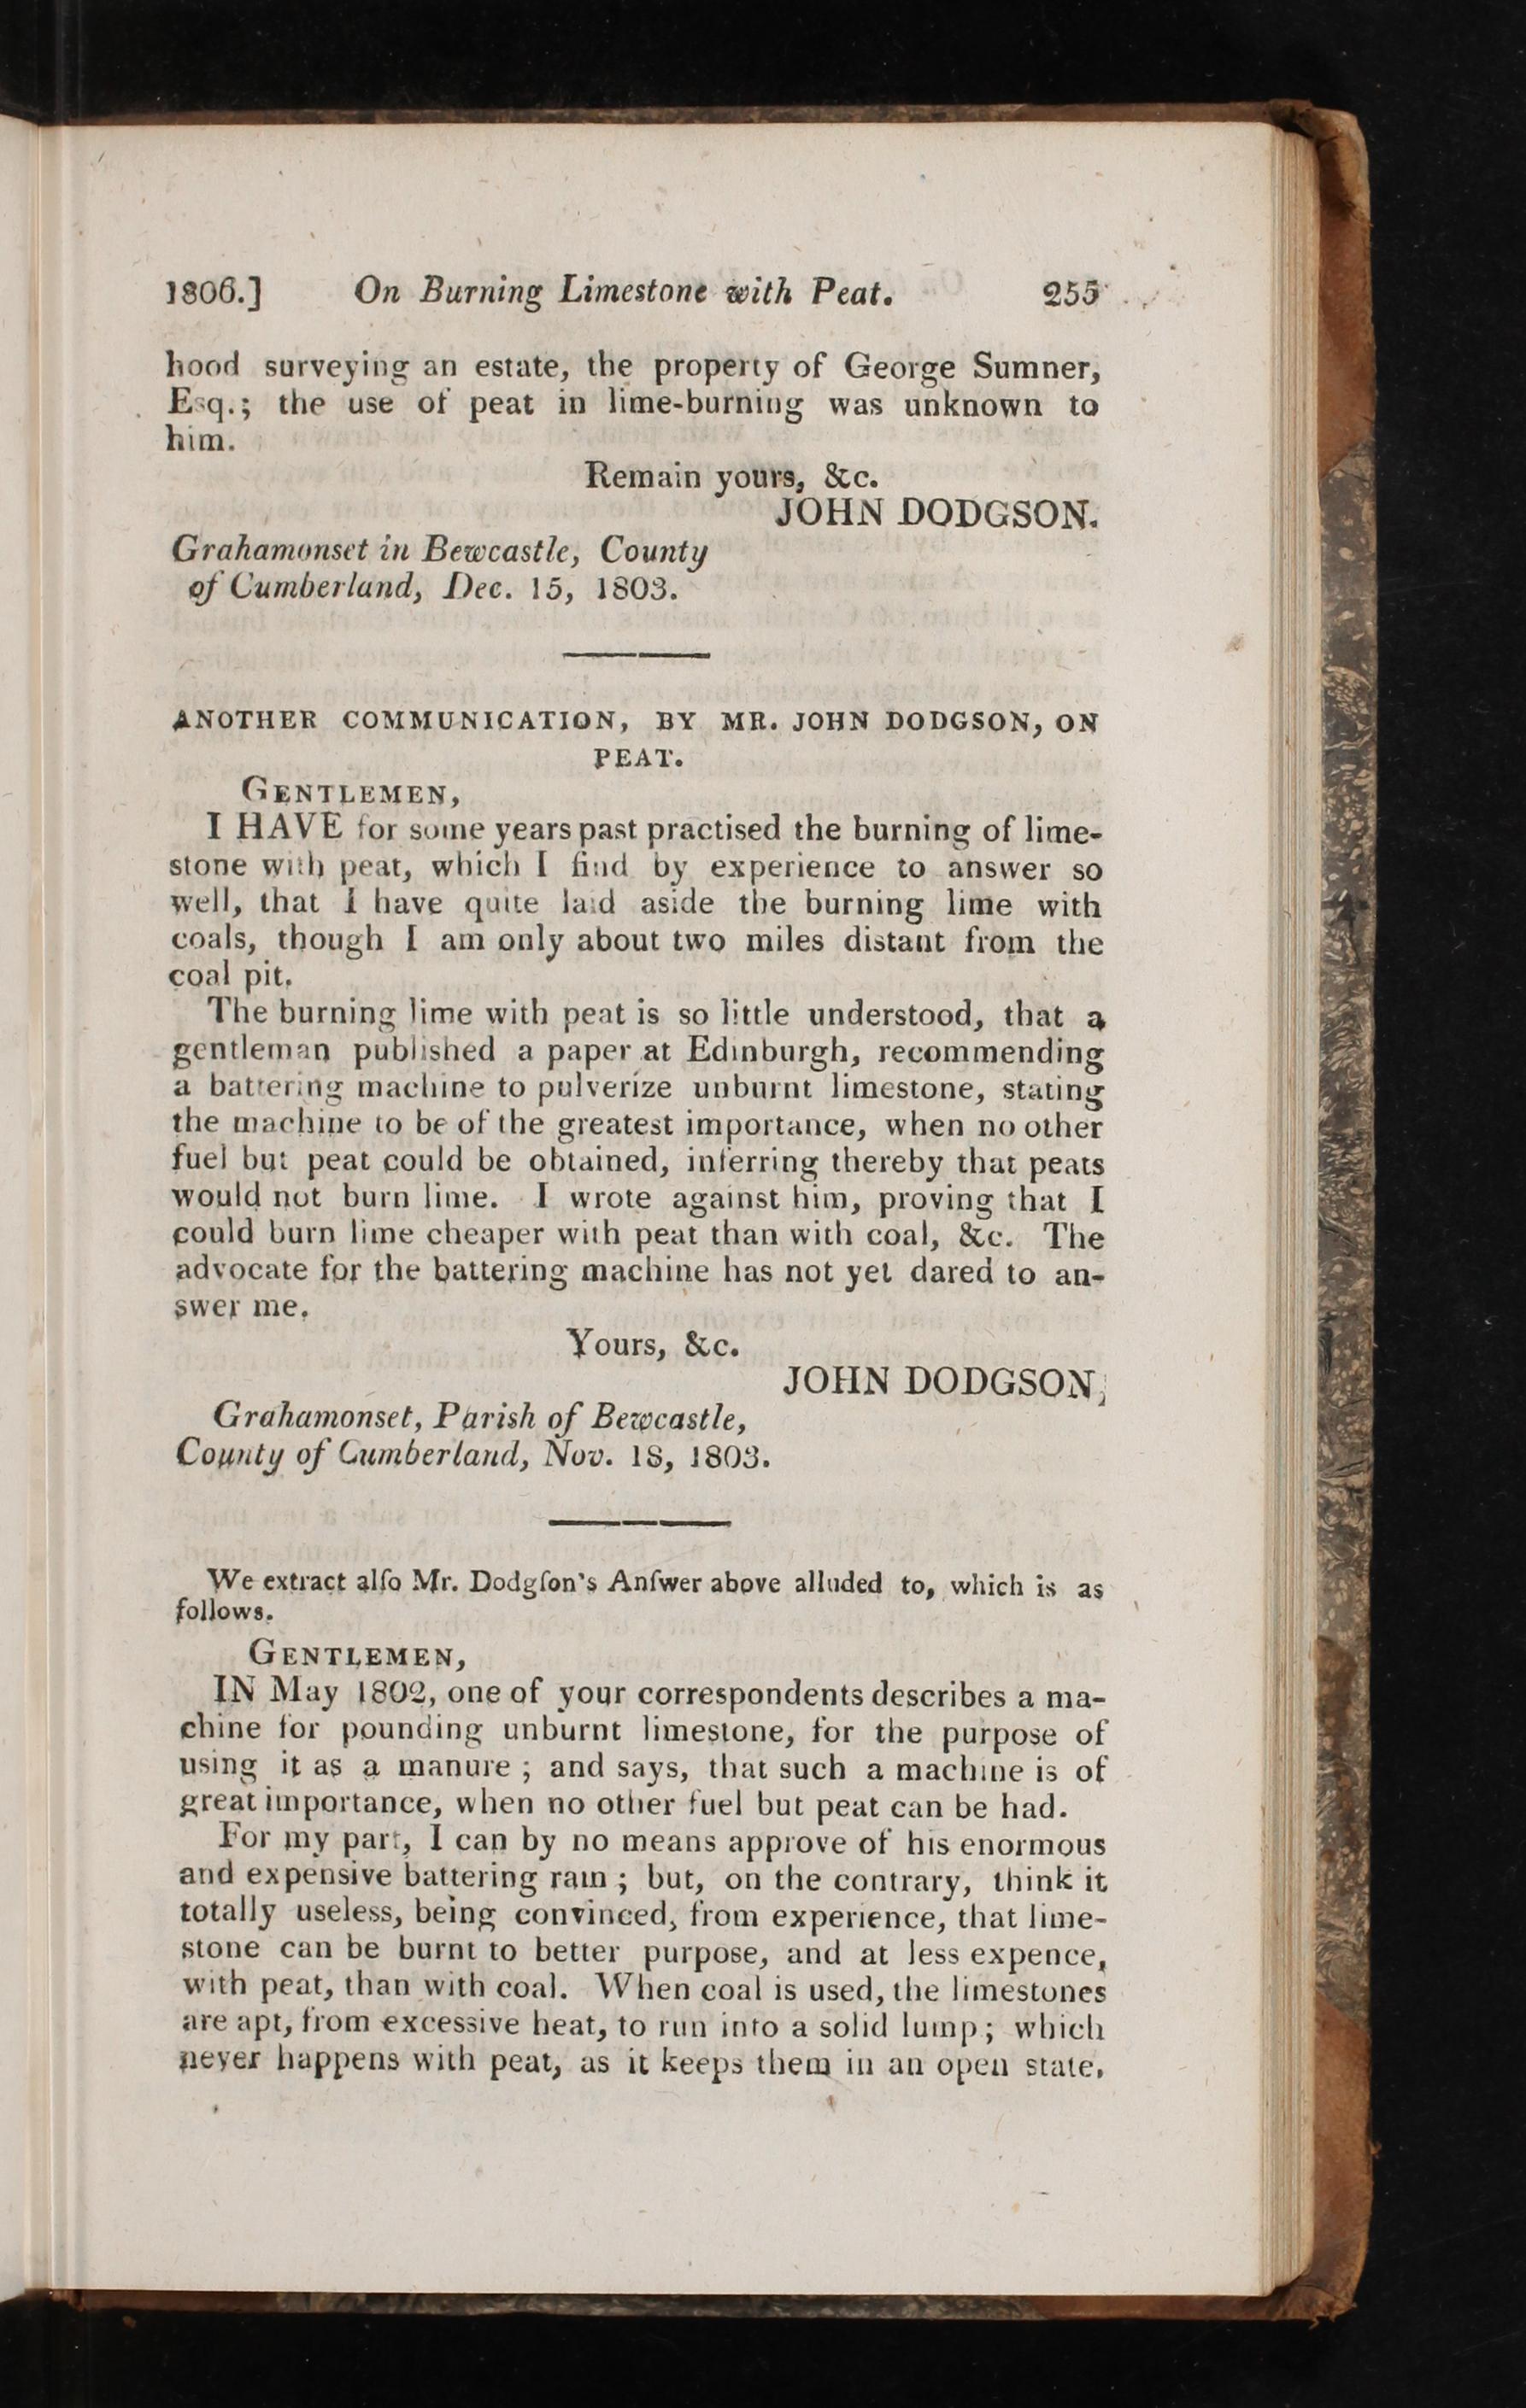 1806.] On Burning Limestone with Peat. 255
hood surveying an estate, the property of George Sumner,
Esq.; the use of peat in lime-burning was unknown to
him.
Remain yours, &c.
JOHN DODGSON.
Grahamonset in Bewcastle, County
of Cumberland, Dec. 15, 1803.
ANOTHER COMMUNICATION, BY MR. JOHN DODGSON, ON
PEAT.
GENTLEMEN,
I HAVE for some years past practised the burning of lime-
stone with peat, which I find by experience to answer so
well, that I have quite laid aside the burning lime with
coals, though I am only about two miles distant from the
coal pit.
The burning lime with peat is so little understood, that a
gentleman published a paper at Edinburgh, recommending
a battering machine to pulverize unburnt limestone, stating
the machine to be of the greatest importance, when no other
fuel but peat could be obtained, inferring thereby that peats
would not burn lime. I wrote against him, proving that I
could burn lime cheaper with peat than with coal, &c. The
advocate for the battering machine has not yet dared to an-
swer me.
Yours, &c.
JOHN DODGSON,
Grahamonset, Parish of Bewcastle,
County of Cumberland, Nov. 18, 1803.
We extract alſo Mr. Dodgſon's Anſwer above alluded to, which is as
follows.
GENTLEMEN,
IN May 1802, one of your correspondents describes a ma-
chine for pounding unburnt limestone, for the purpose of
using it as a manure; and says, that such a machine is of
great importance, when no other fuel but peat can be had.
For my part, I can by no means approve of his enormous
and expensive battering ram; but, on the contrary, think it
totally useless, being convinced, from experience, that lime-
stone can be burnt to better purpose, and at less expence,
with peat, than with coal. When coal is used, the limestones
are apt, from excessive heat, to run into a solid lump; which
never happens with peat, as it keeps them in an open state,